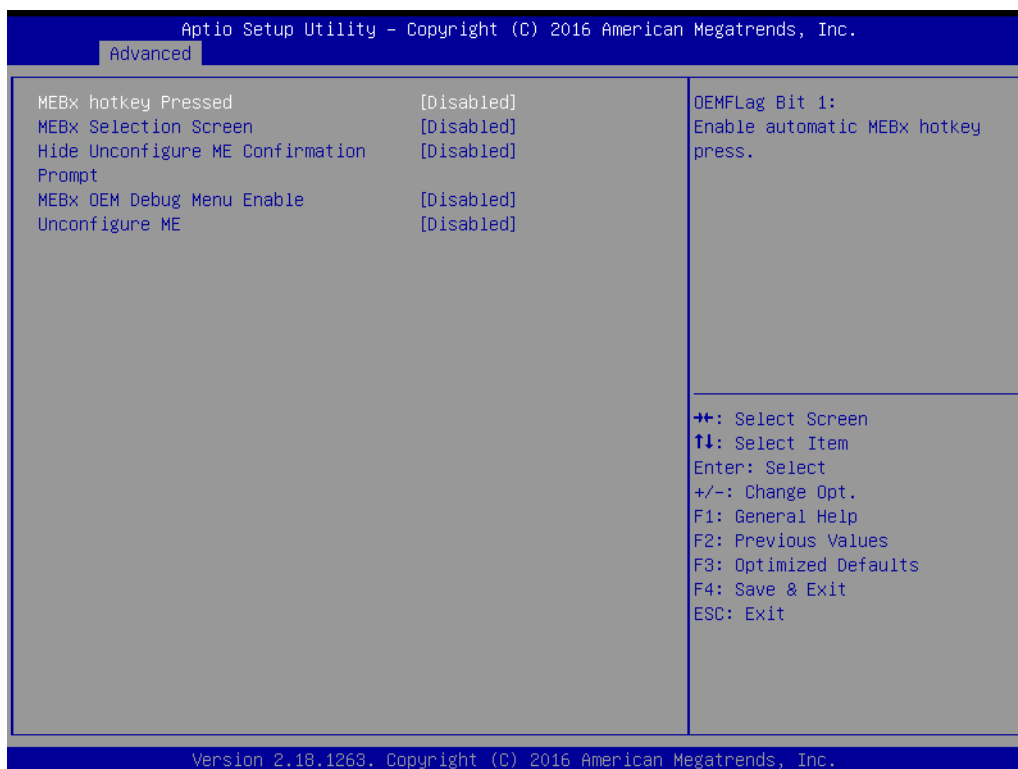 Aptio Setup Utility – Copyright (C) 2016 American Megatrends, Inc.
Advanced
MEBx hotkey Pressed [Disabled]
MEBx Selection Screen [Disabled]
Hide Unconfigure ME Confirmation [Disabled]
Prompt
MEBx OEM Debug Menu Enable [Disabled]
Unconfigure ME [Disabled]
OEMFLag Bit 1:
Enable automatic MEBx hotkey
press.
→←: Select Screen
↑↓: Select Item
Enter: Select
+/-: Change Opt.
F1: General Help
F2: Previous Values
F3: Optimized Defaults
F4: Save & Exit
ESC: Exit
Version 2.18.1263. Copyright (C) 2016 American Megatrends, Inc.